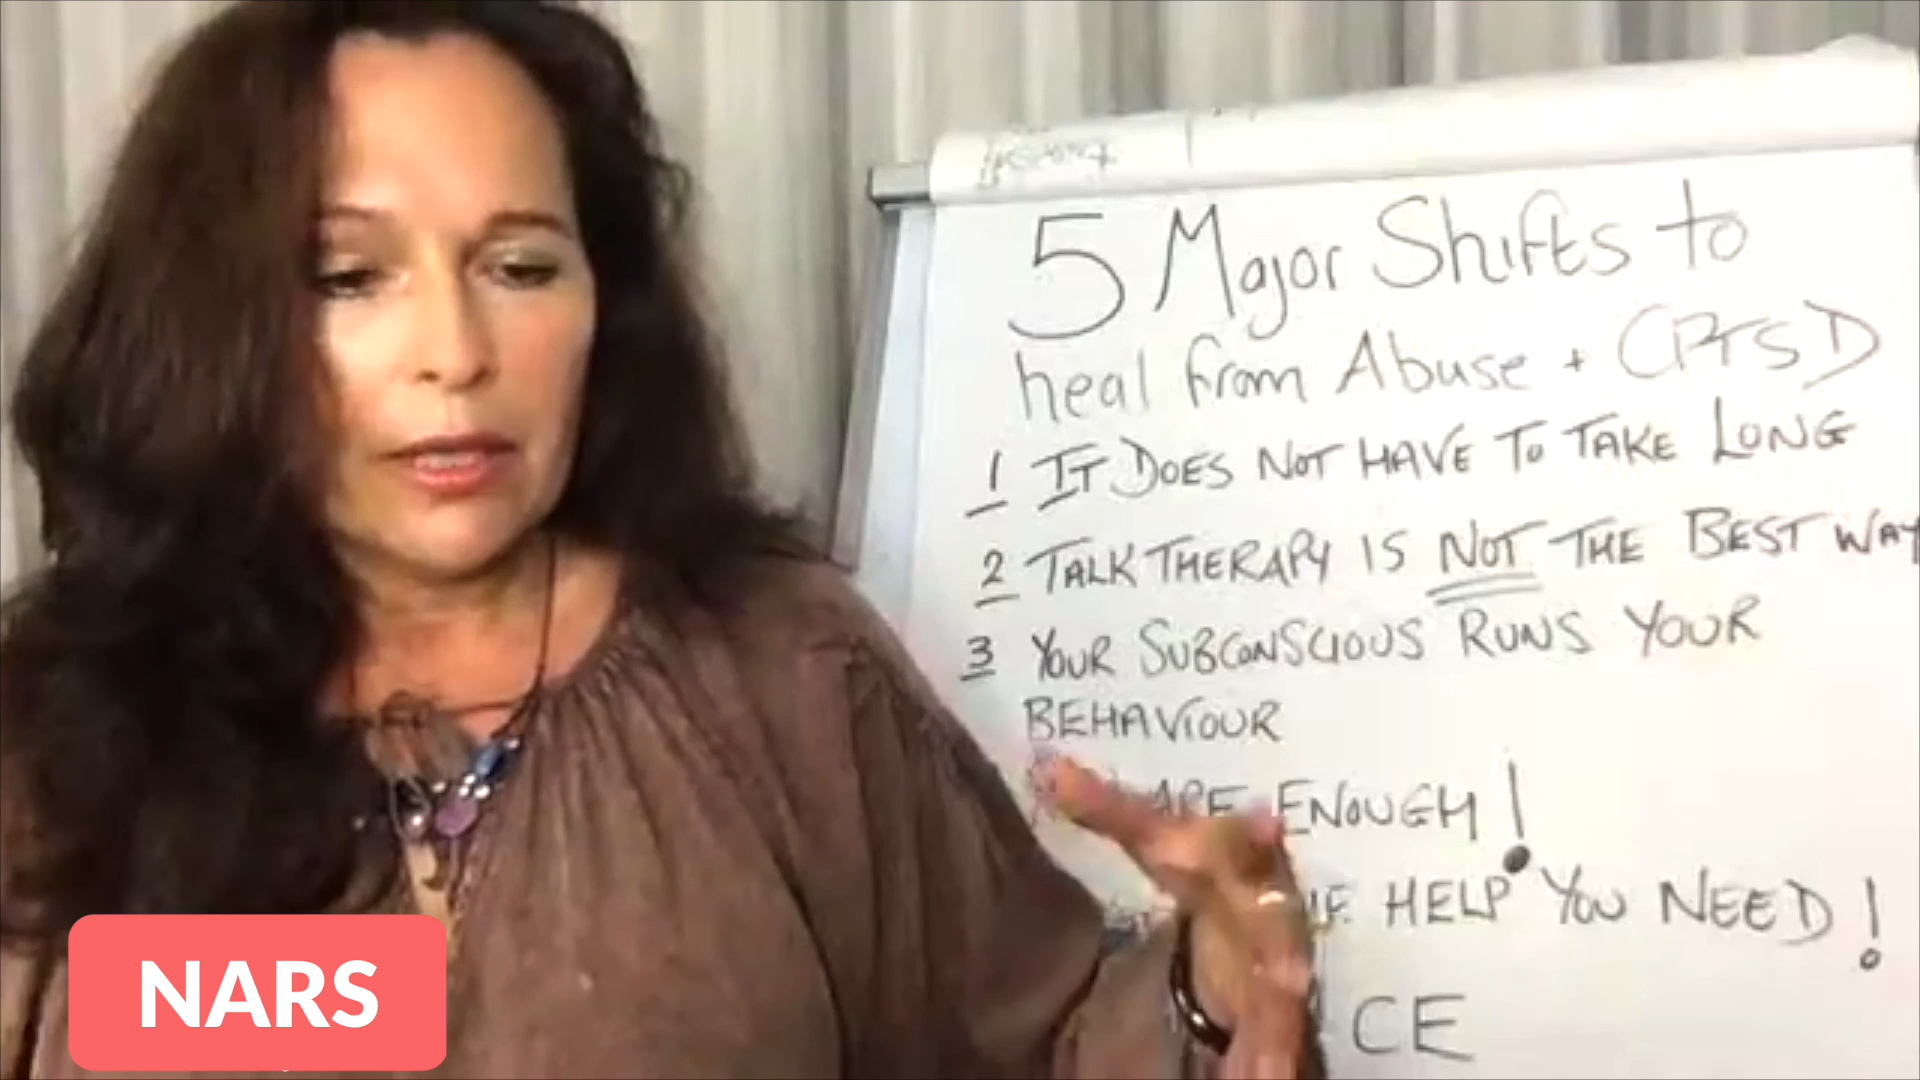 5 Major Shifts to
heal from Abuse + CPTSD
1 IT DOES NOT HAVE TO TAKE LONG
2 TALK THERAPY IS NOT THE BEST WAY
3 YOUR SUBCONSCIOUS RUNS YOUR
BEHAVIOUR
ARE ENOUGH!
HELP YOU NEED!
CE
NARS